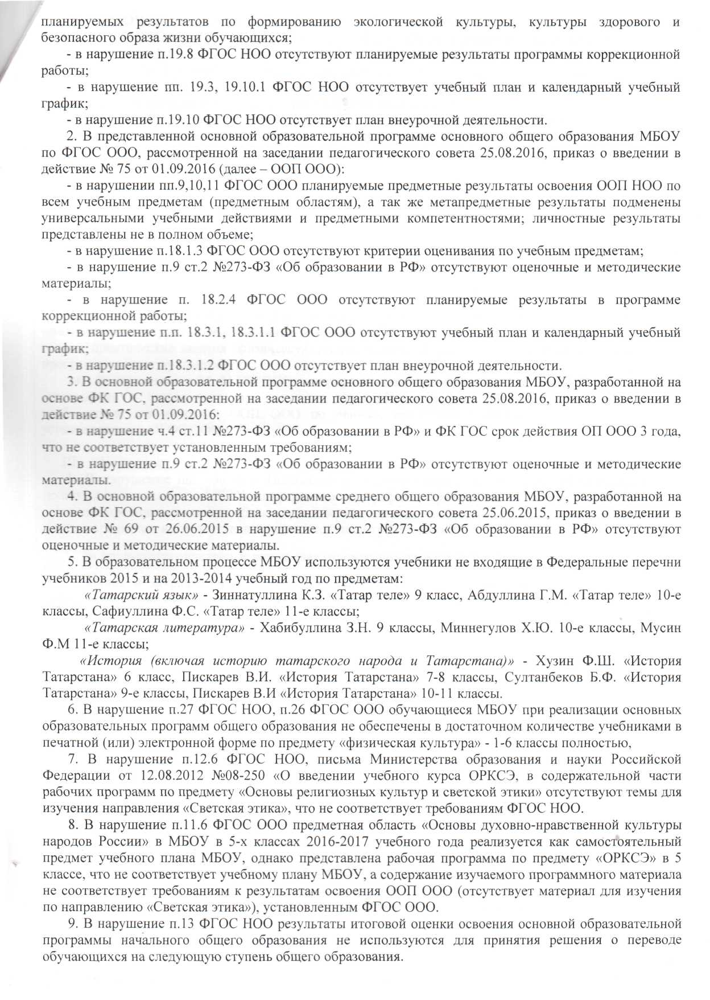 планируемых результатов по формированию экологической культуры, культуры здорового и
безопасного образа жизни обучающихся;
- в нарушение п.19.8 ФГОС НОО отсутствуют планируемые результаты программы коррекционной
работы;
- в нарушение пп. 19.3, 19.10.1 ФГОС НОО отсутствует учебный план и календарный учебный
график;
- в нарушение п.19.10 ФГОС НОО отсутствует план внеурочной деятельности.
2. В представленной основной образовательной программе основного общего образования МБОУ
по ФГОС ООО, рассмотренной на заседании педагогического совета 25.08.2016, приказ о введении в
действие № 75 от 01.09.2016 (далее – ООП ООО):
- в нарушении пп.9,10,11 ФГОС ООО планируемые предметные результаты освоения ООП НОО по
всем учебным предметам (предметным областям), а так же метапредметные результаты подменены
универсальными учебными действиями и предметными компетентностями; личностные результаты
представлены не в полном объеме;
- в нарушение п.18.1.3 ФГОС ООО отсутствуют критерии оценивания по учебным предметам;
- в нарушение п.9 ст.2 №273-ФЗ «Об образовании в РФ» отсутствуют оценочные и методические
материалы;
- в нарушение п. 18.2.4 ФГОС ООО отсутствуют планируемые результаты в программе
коррекционной работы;
- в нарушение п.п. 18.3.1, 18.3.1.1 ФГОС ООО отсутствуют учебный план и календарный учебный
график;
- в нарушение п.18.3.1.2 ФГОС ООО отсутствует план внеурочной деятельности.
3. В основной образовательной программе основного общего образования МБОУ, разработанной на
основе ФК ГОС, рассмотренной на заседании педагогического совета 25.08.2016, приказ о введении в
действие № 75 от 01.09.2016:
- в нарушение ч.4 ст.11 №273-ФЗ «Об образовании в РФ» и ФК ГОС срок действия ОП ООО 3 года,
что не соответствует установленным требованиям;
- в нарушение п.9 ст.2 №273-ФЗ «Об образовании в РФ» отсутствуют оценочные и методические
материалы.
4. В основной образовательной программе среднего общего образования МБОУ, разработанной на
основе ФК ГОС, рассмотренной на заседании педагогического совета 25.06.2015, приказ о введении в
действие № 69 от 26.06.2015 в нарушение п.9 ст.2 №273-ФЗ «Об образовании в РФ» отсутствуют
оценочные и методические материалы.
5. В образовательном процессе МБОУ используются учебники не входящие в Федеральные перечни
учебников 2015 и на 2013-2014 учебный год по предметам:
«Татарский язык» - Зиннатуллина К.З. «Татар теле» 9 класс, Абдуллина Г.М. «Татар теле» 10-е
классы, Сафиуллина Ф.С. «Татар теле» 11-е классы;
«Татарская литература» - Хабибуллина З.Н. 9 классы, Миннегулов Х.Ю. 10-е классы, Мусин
Ф.М 11-е классы;
«История (включая историю татарского народа и Татарстана)» - Хузин Ф.Ш. «История
Татарстана» 6 класс, Пискарев В.И. «История Татарстана» 7-8 классы, Султанбеков Б.Ф. «История
Татарстана» 9-е классы, Пискарев В.И «История Татарстана» 10-11 классы.
6. В нарушение п.27 ФГОС НОО, п.26 ФГОС ООО обучающиеся МБОУ при реализации основных
образовательных программ общего образования не обеспечены в достаточном количестве учебниками в
печатной (или) электронной форме по предмету «физическая культура» - 1-6 классы полностью,
7. В нарушение п.12.6 ФГОС НОО, письма Министерства образования и науки Российской
Федерации от 12.08.2012 №08-250 «О введении учебного курса ОРКСЭ, в содержательной части
рабочих программ по предмету «Основы религиозных культур и светской этики» отсутствуют темы для
изучения направления «Светская этика», что не соответствует требованиям ФГОС НОО.
8. В нарушение п.11.6 ФГОС ООО предметная область «Основы духовно-нравственной культуры
народов России» в МБОУ в 5-х классах 2016-2017 учебного года реализуется как самостоятельный
предмет учебного плана МБОУ, однако представлена рабочая программа по предмету «ОРКСЭ» в 5
классе, что не соответствует учебному плану МБОУ, а содержание изучаемого программного материала
не соответствует требованиям к результатам освоения ООП ООО (отсутствует материал для изучения
по направлению «Светская этика»), установленным ФГОС ООО.
9. В нарушение п.13 ФГОС НОО результаты итоговой оценки освоения основной образовательной
программы начального общего образования не используются для принятия решения о переводе
обучающихся на следующую ступень общего образования.